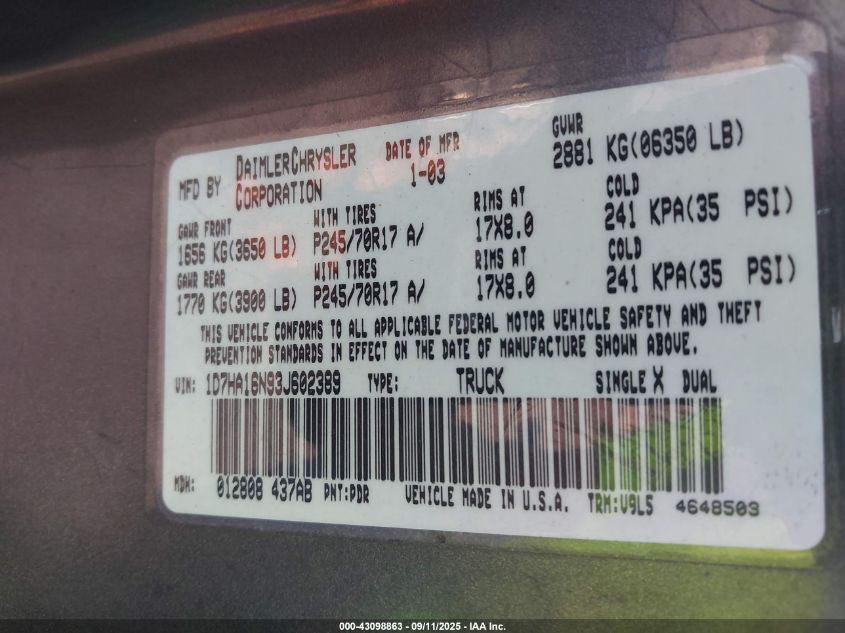 MFD BY DAIMLERCHRYSLER CORPORATION DATE OF MFR 1-03 GVWR 2881 KG(06350 LB)
GAWR FRONT WITH TIRES RIMS AT COLD
1656 KG(3650 LB) P245/70R17 A/ 17X8.0 241 KPA(35 PSI)
GAWR REAR WITH TIRES RIMS AT COLD
1770 KG(3900 LB) P245/70R17 A/ 17X8.0 241 KPA(35 PSI)
THIS VEHICLE CONFORMS TO ALL APPLICABLE FEDERAL MOTOR VEHICLE SAFETY AND THEFT
PREVENTION STANDARDS IN EFFECT ON THE DATE OF MANUFACTURE SHOWN ABOVE.
VIN: 1D7HA16N93J602389 TYPE: TRUCK SINGLE X DUAL
MDH: 012808 437AB PNT:PDR VEHICLE MADE IN U.S.A. TRM:V9L5 4648503
000-43098863 - 09/11/2025 - IAA Inc.